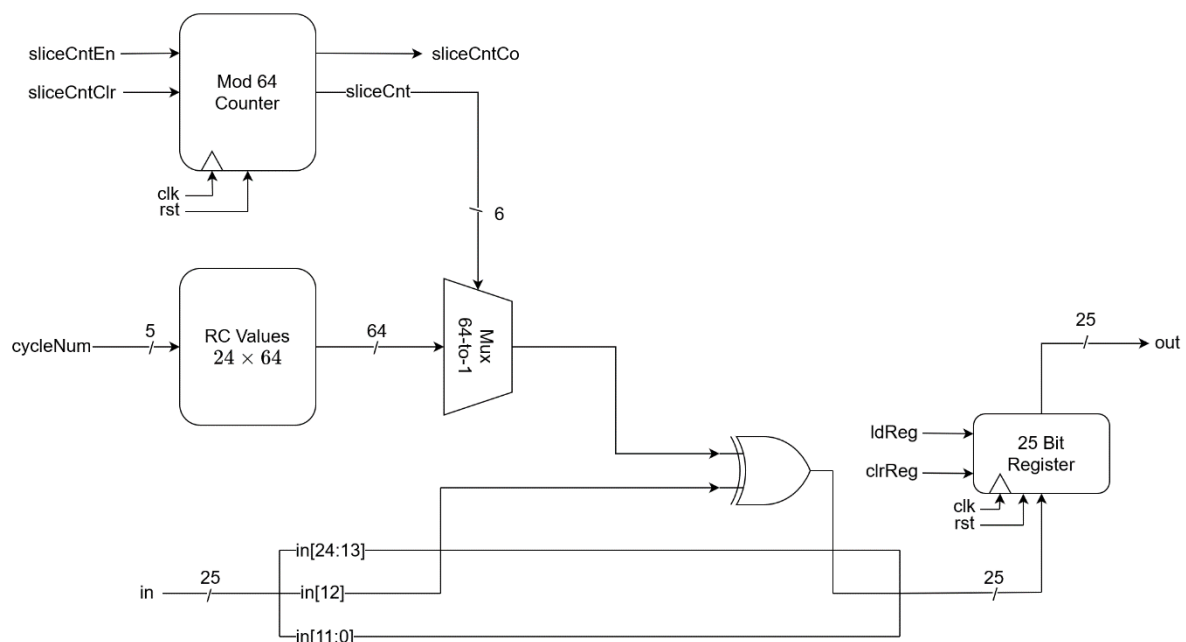 sliceCntEn
sliceCntClr
Mod 64
Counter
sliceCntCo
sliceCnt
clk
rst
6
cycleNum
5
RC Values
24 × 64
64
Mux
64-to-1
25
out
ldReg
clrReg
25 Bit
Register
clk
rst
in[24:13]
in
25
in[12]
25
in[11:0]